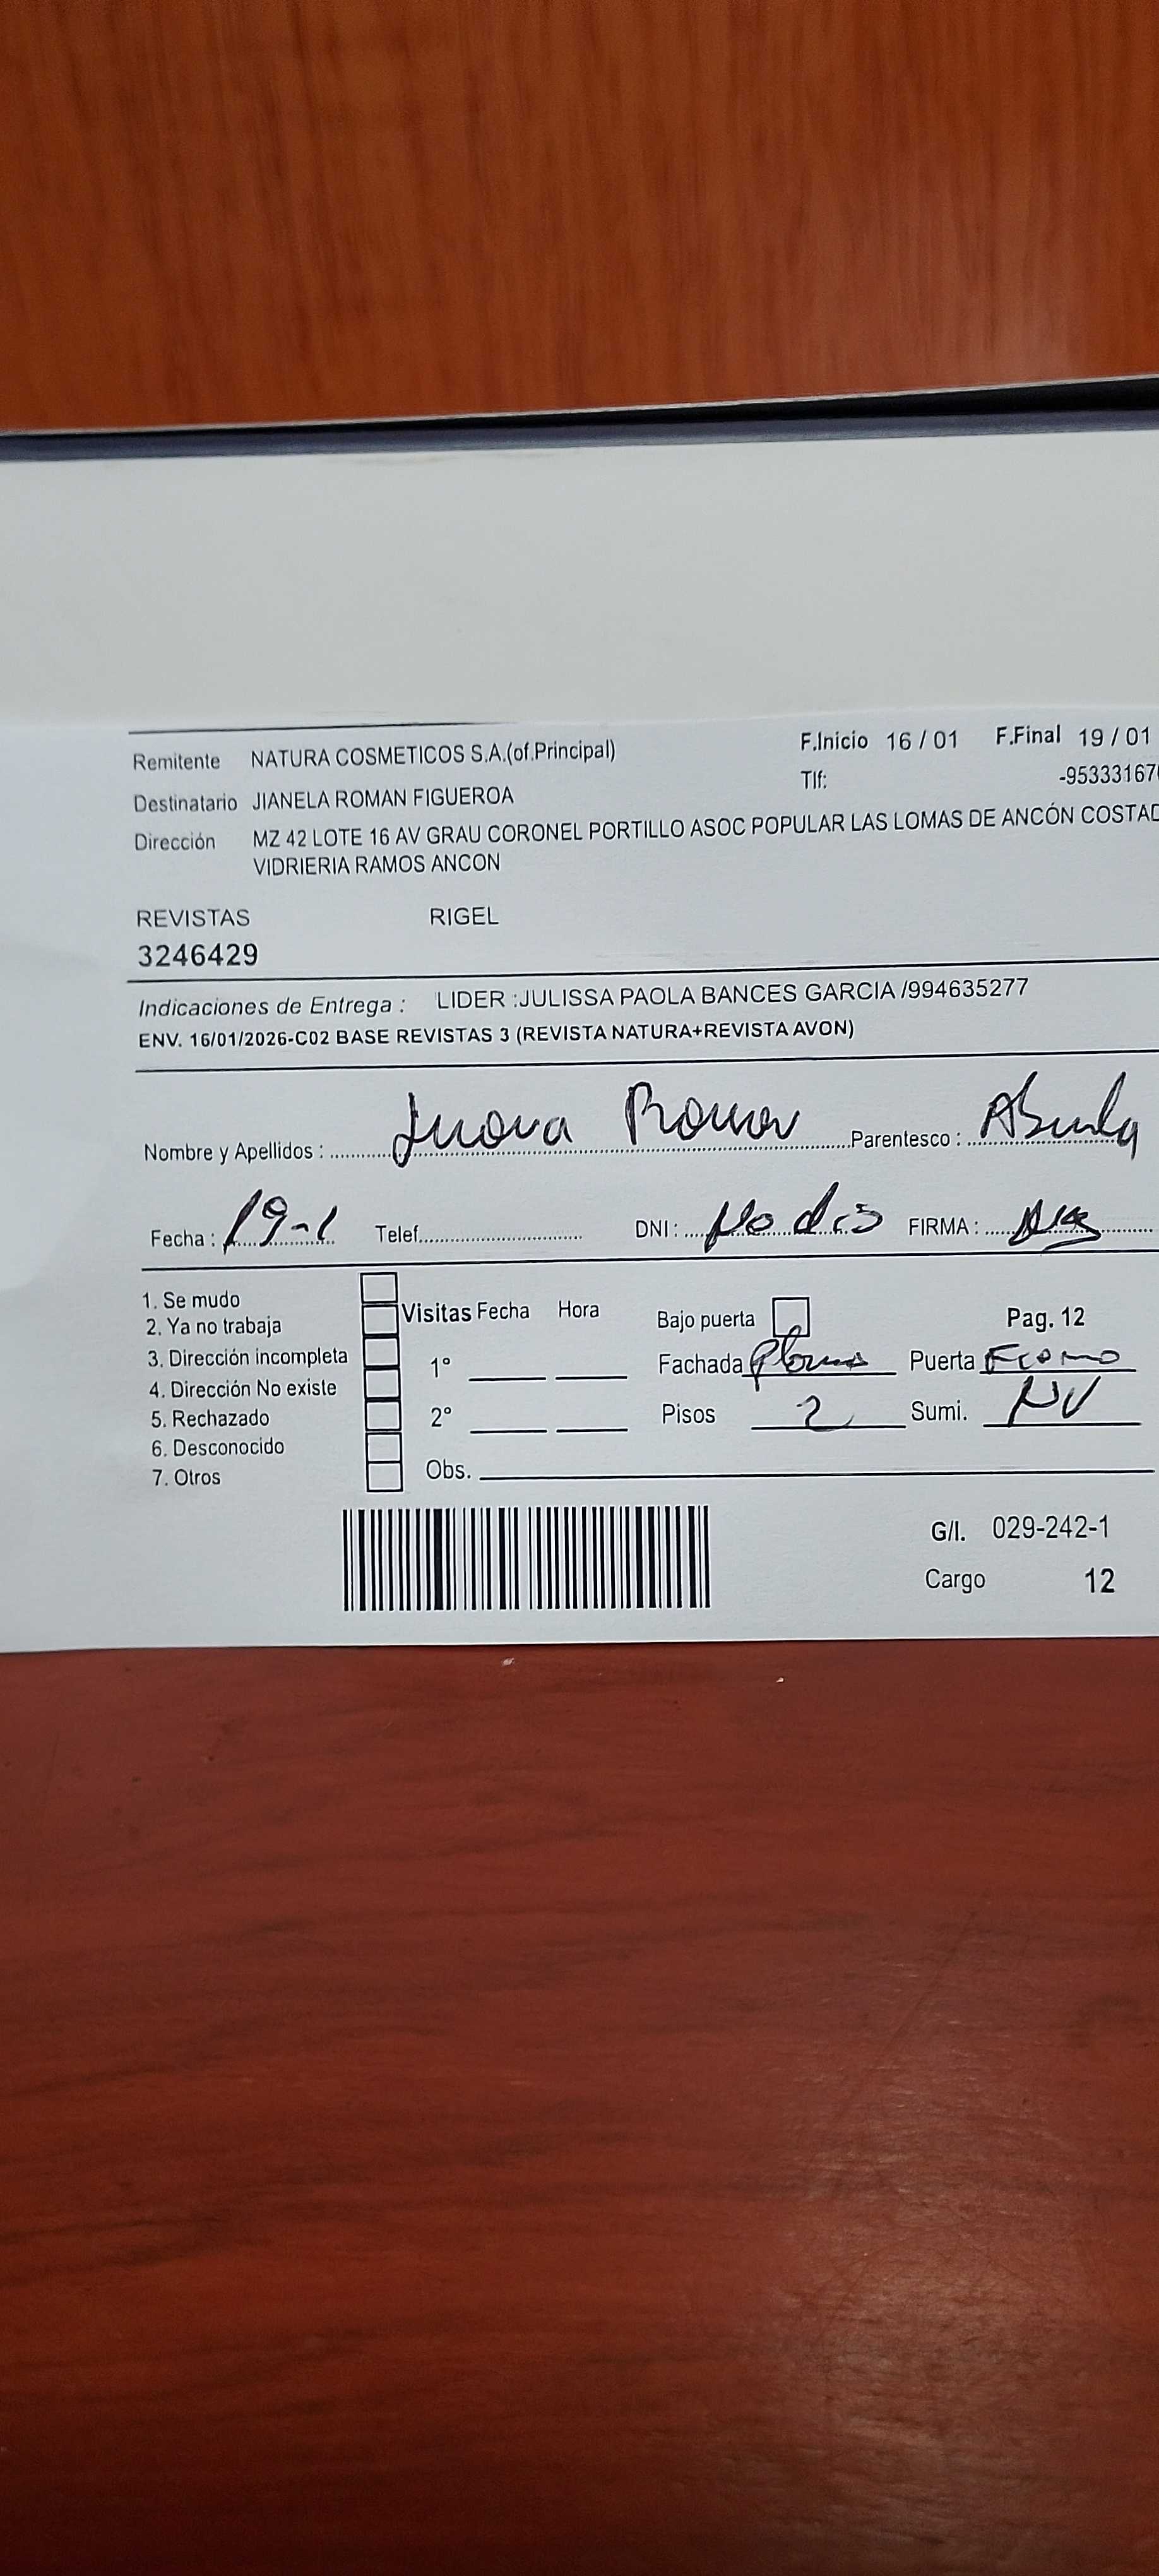 Remitente NATURA COSMETICOS S.A.(of.Principal) F.Inicio 16 / 01 F.Final 19 / 01
Tlf:
Destinatario JIANELA ROMAN FIGUEROA
Dirección MZ 42 LOTE 16 AV GRAU CORONEL PORTILLO ASOC POPULAR LAS LOMAS DE ANCÓN COSTAD
VIDRIERIA RAMOS ANCON
REVISTAS RIGEL
3246429
Indicaciones de Entrega : LIDER :JULISSA PAOLA BANCES GARCIA /994635277
ENV. 16/01/2026-C02 BASE REVISTAS 3 (REVISTA NATURA+REVISTA AVON)
Nombre y Apellidos : Parentesco :
Fecha : 19-1 Telef. DNI : No dio FIRMA :
1. Se mudo
2. Ya no trabaja
3. Dirección incompleta
4. Dirección No existe
5. Rechazado
6. Desconocido
7. Otros
Visitas Fecha Hora
1°
2°
Obs.
Bajo puerta Pag. 12
Fachada Plomo Puerta
Pisos 2 Sumi. NV
G/I. 029-242-1
Cargo 12